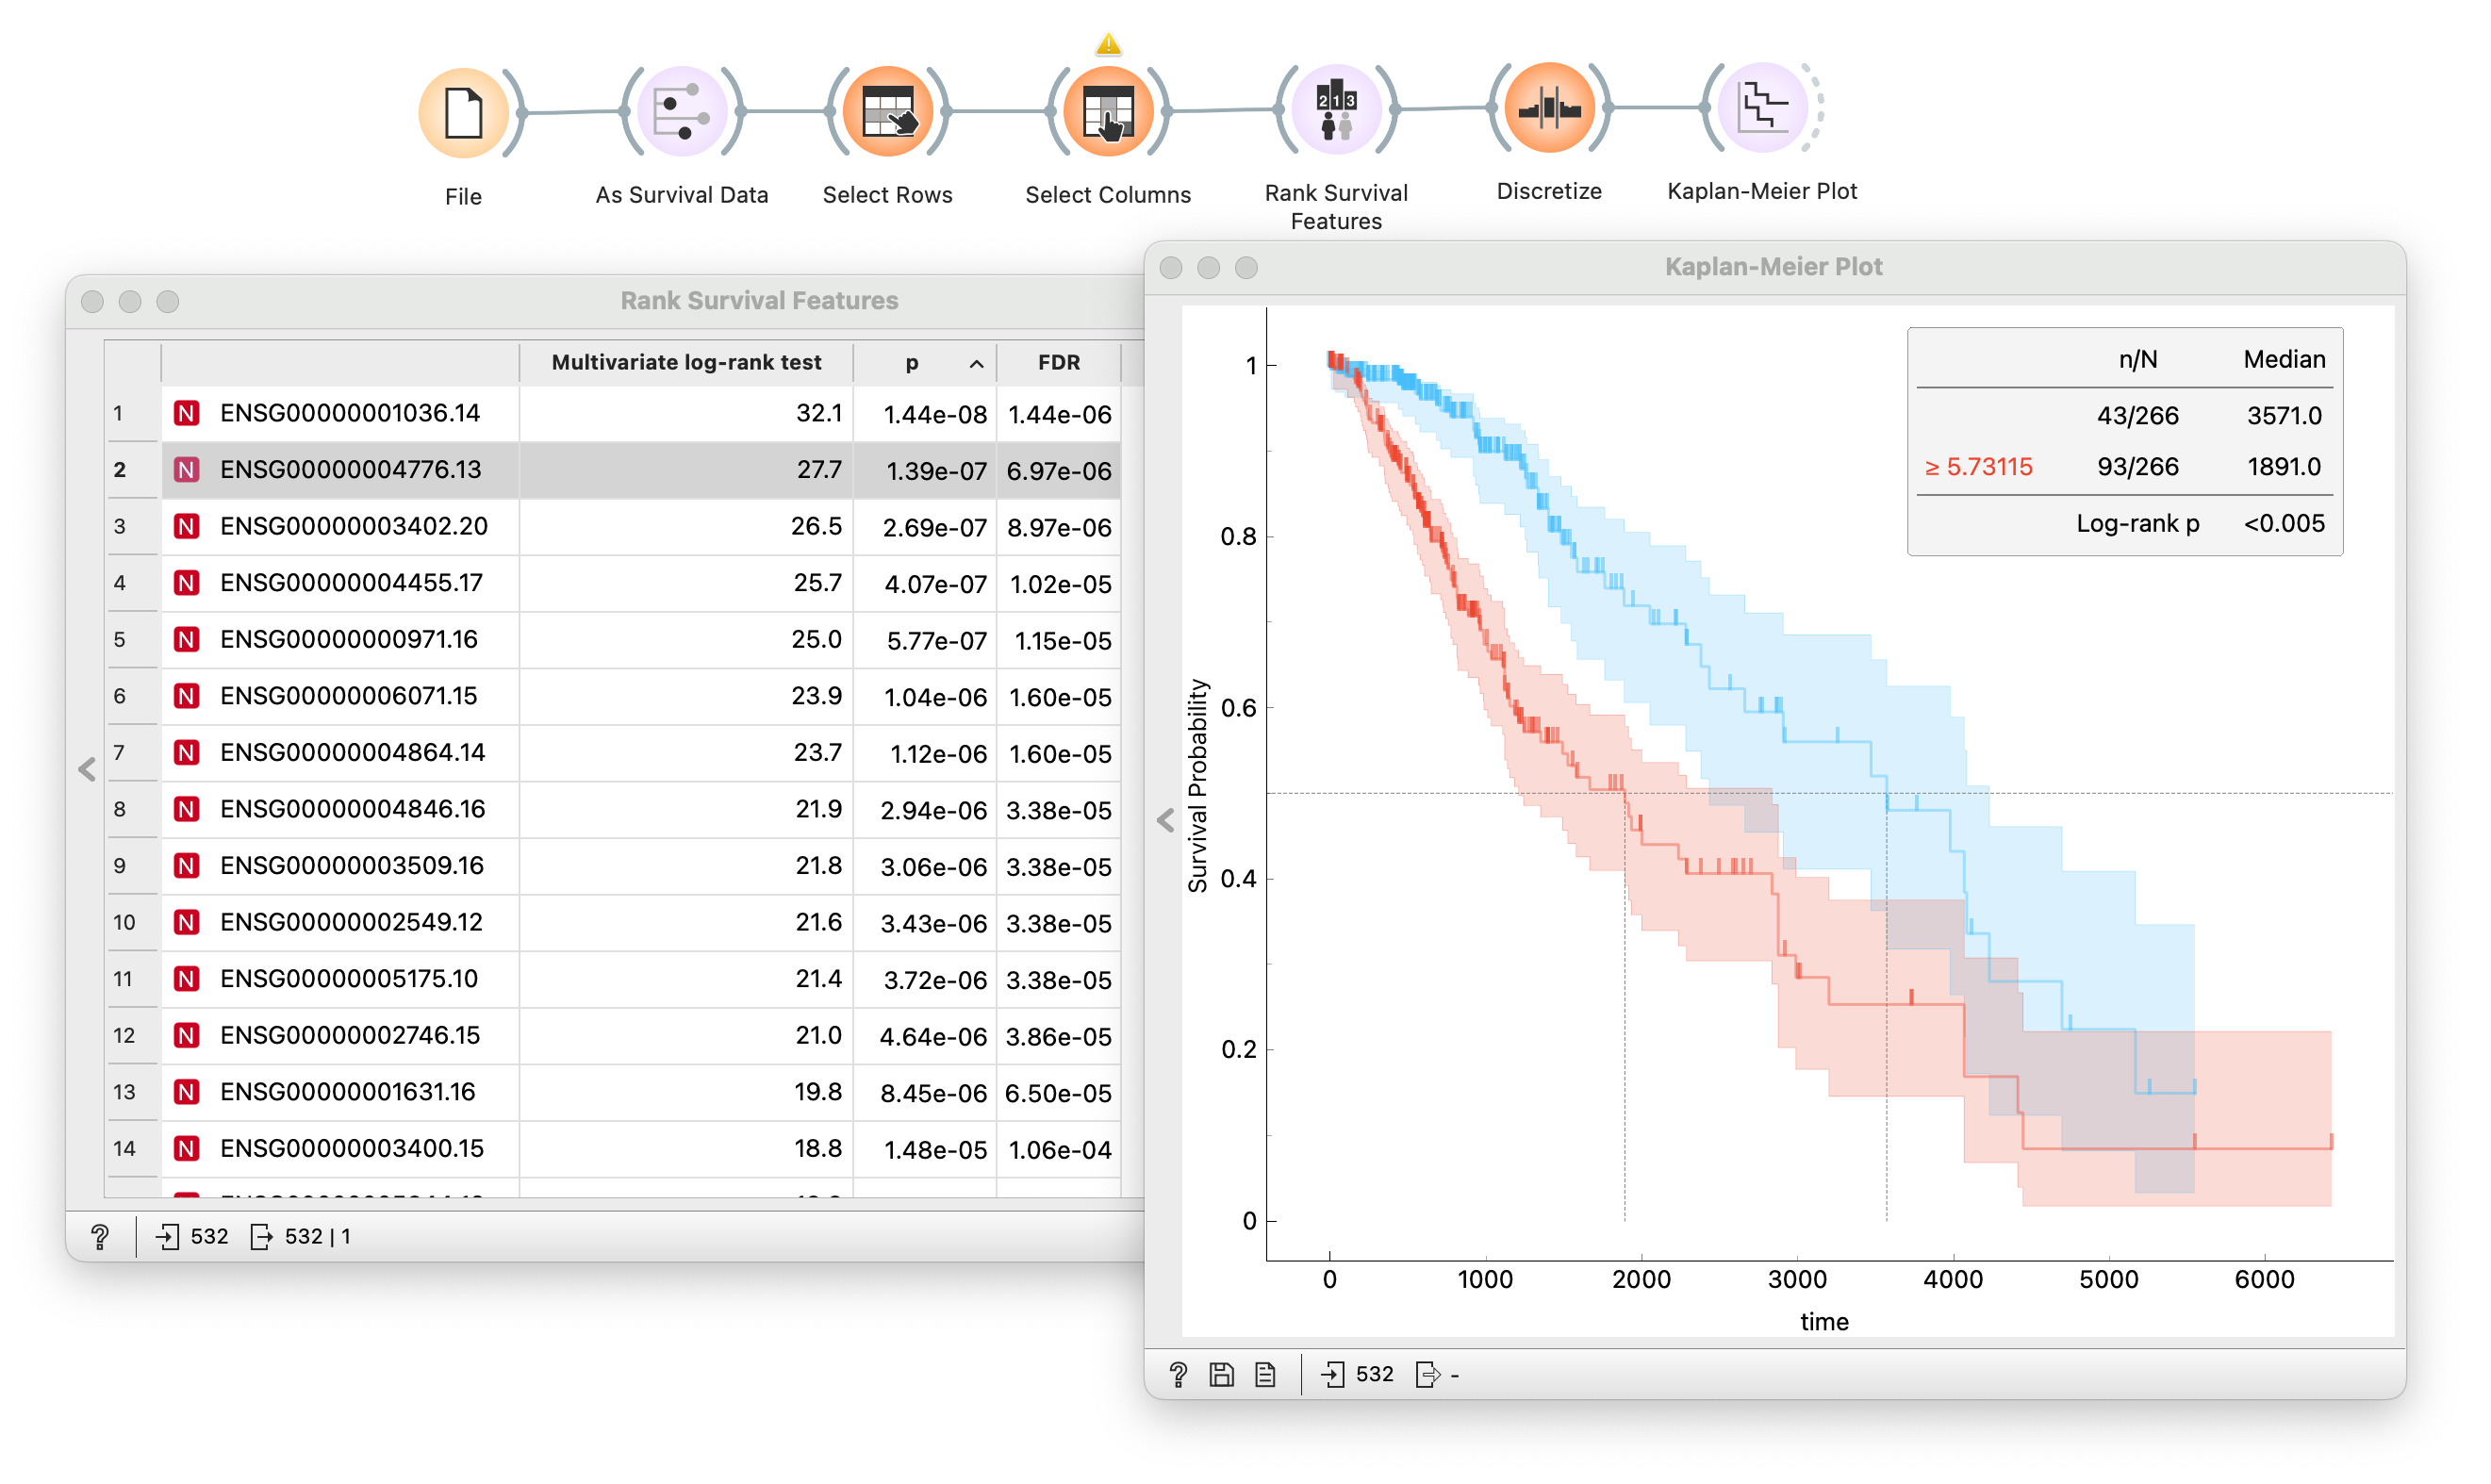 File
As Survival Data
Select Rows
Select Columns
Rank Survival
Features
Discretize
Kaplan-Meier Plot
Rank Survival Features
Multivariate log-rank test p FDR
1 N ENSG00000001036.14 32.1 1.44e-08 1.44e-06
2 N ENSG00000004776.13 27.7 1.39e-07 6.97e-06
3 N ENSG00000003402.20 26.5 2.69e-07 8.97e-06
4 N ENSG00000004455.17 25.7 4.07e-07 1.02e-05
5 N ENSG00000000971.16 25.0 5.77e-07 1.15e-05
6 N ENSG00000006071.15 23.9 1.04e-06 1.60e-05
7 N ENSG00000004864.14 23.7 1.12e-06 1.60e-05
8 N ENSG00000004846.16 21.9 2.94e-06 3.38e-05
9 N ENSG00000003509.16 21.8 3.06e-06 3.38e-05
10 N ENSG00000002549.12 21.6 3.43e-06 3.38e-05
11 N ENSG00000005175.10 21.4 3.72e-06 3.38e-05
12 N ENSG00000002746.15 21.0 4.64e-06 3.86e-05
13 N ENSG00000001631.16 19.8 8.45e-06 6.50e-05
14 N ENSG00000003400.15 18.8 1.48e-05 1.06e-04
? 532 532 | 1
Kaplan-Meier Plot
n/N Median
43/266 3571.0
≥ 5.73115 93/266 1891.0
Log-rank p <0.005
Survival Probability
1
0.8
0.6
0.4
0.2
0
0 1000 2000 3000 4000 5000 6000
time
? 532 -